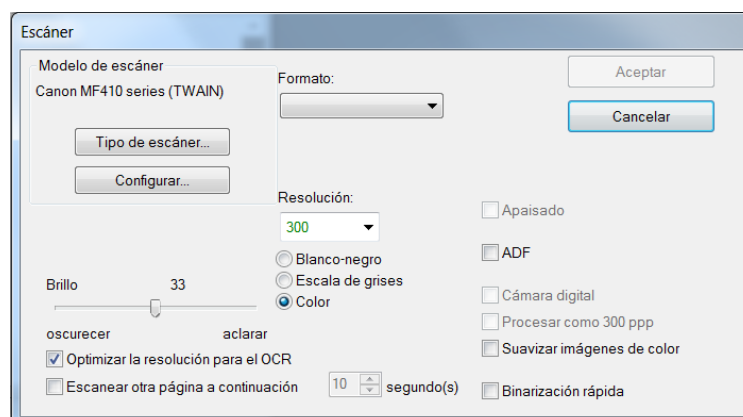 Escáner
Modelo de escáner
Canon MF410 series (TWAIN)
Tipo de escáner...
Configurar...
Formato:
Aceptar
Cancelar
Resolución:
300
Blanco-negro
Escala de grises
Color
Apaisado
ADF
Cámara digital
Procesar como 300 ppp
Suavizar imágenes de color
Binarización rápida
Brillo 33
oscurecer aclarar
Optimizar la resolución para el OCR
Escanear otra página a continuación 10 segundo(s)